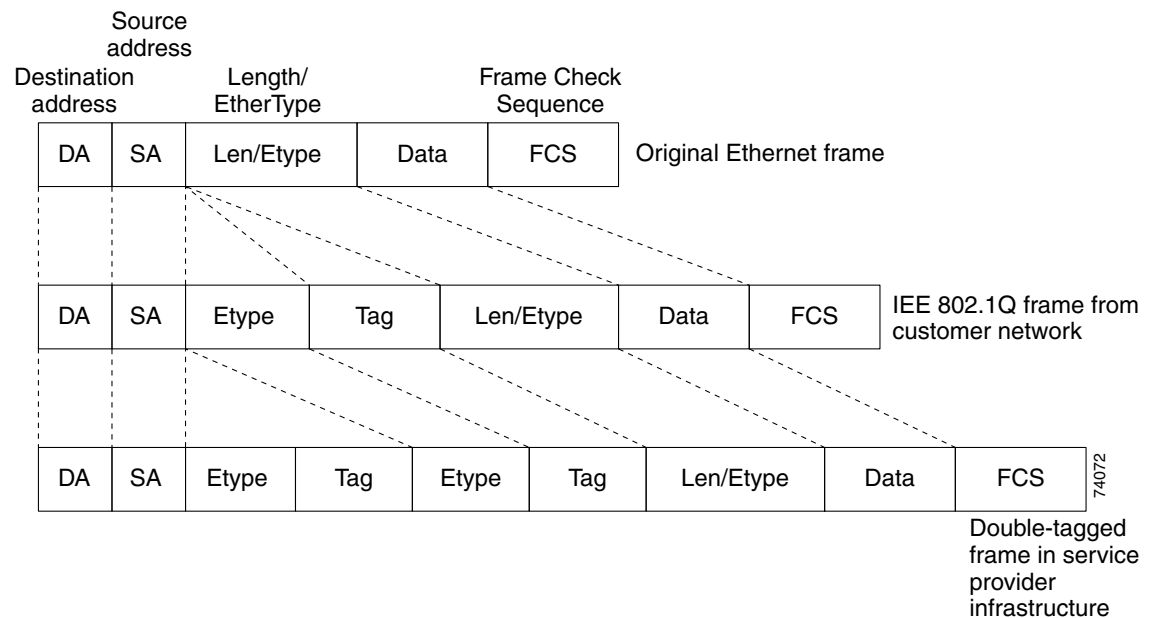 Source
address
Destination
address
Length/
EtherType
Frame Check
Sequence
DA SA Len/Etype Data FCS Original Ethernet frame
DA SA Etype Tag Len/Etype Data FCS
IEE 802.1Q frame from
customer network
DA SA Etype Tag Etype Tag Len/Etype Data FCS
74072
Double-tagged
frame in service
provider
infrastructure